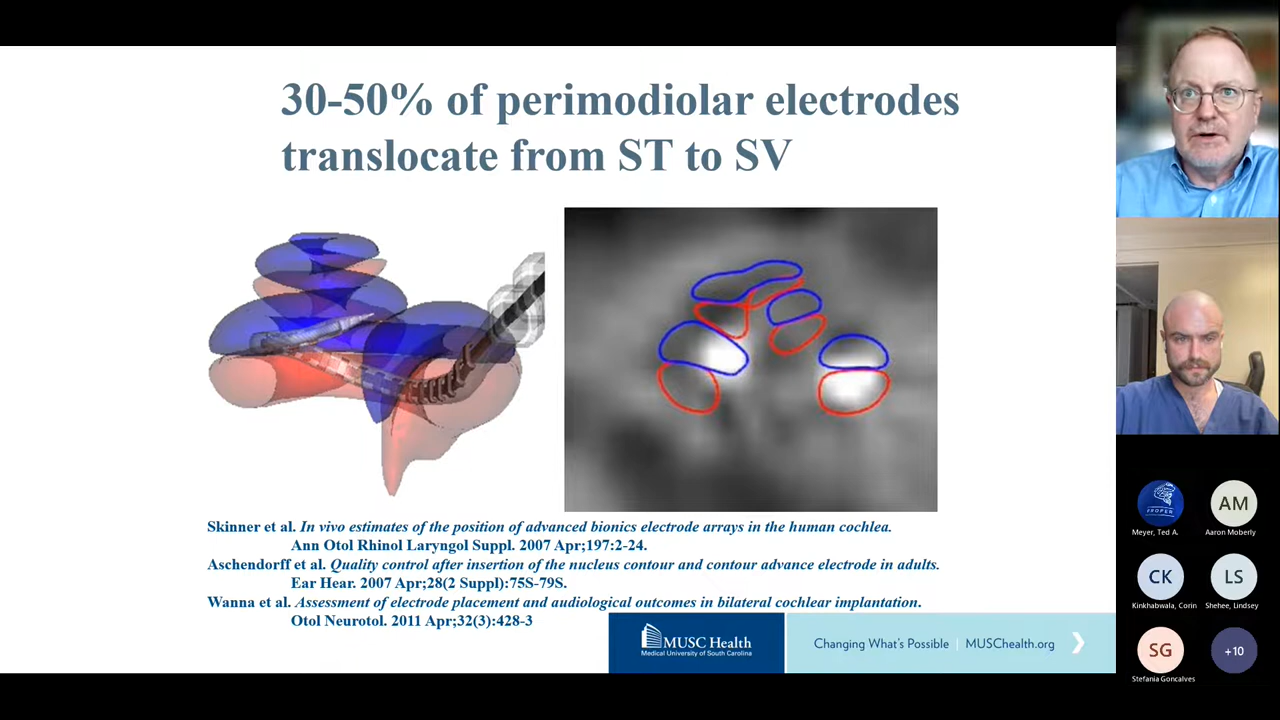 30-50% of perimodiolar electrodes
translocate from ST to SV
Skinner et al. In vivo estimates of the position of advanced bionics electrode arrays in the human cochlea.
Ann Otol Rhinol Laryngol Suppl. 2007 Apr;197:2-24.
Aschendorff et al. Quality control after insertion of the nucleus contour and contour advance electrode in adults.
Ear Hear. 2007 Apr;28(2 Suppl):75S-79S.
Wanna et al. Assessment of electrode placement and audiological outcomes in bilateral cochlear implantation.
Otol Neurotol. 2011 Apr;32(3):428-3
MUSC Health
Medical University of South Carolina
Changing What's Possible | MUSChealth.org
PROPER
AM
Meyer, Ted A.
Aaron Moberly
CK
LS
Kinkhabwala, Corin
Shehee, Lindsey
SG
+10
Stefania Goncalves